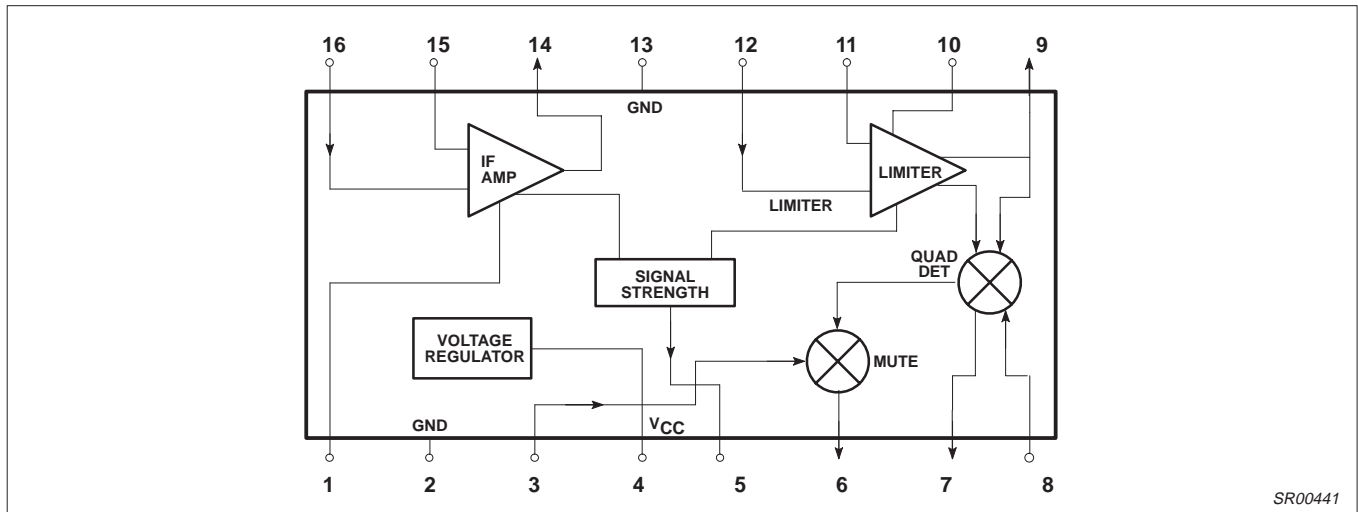 16 15 14 13 12 11 10 9
GND
IF
AMP
LIMITER
LIMITER
QUAD
DET
SIGNAL
STRENGTH
VOLTAGE
REGULATOR
MUTE
GND
VCC
1 2 3 4 5 6 7 8
SR00441